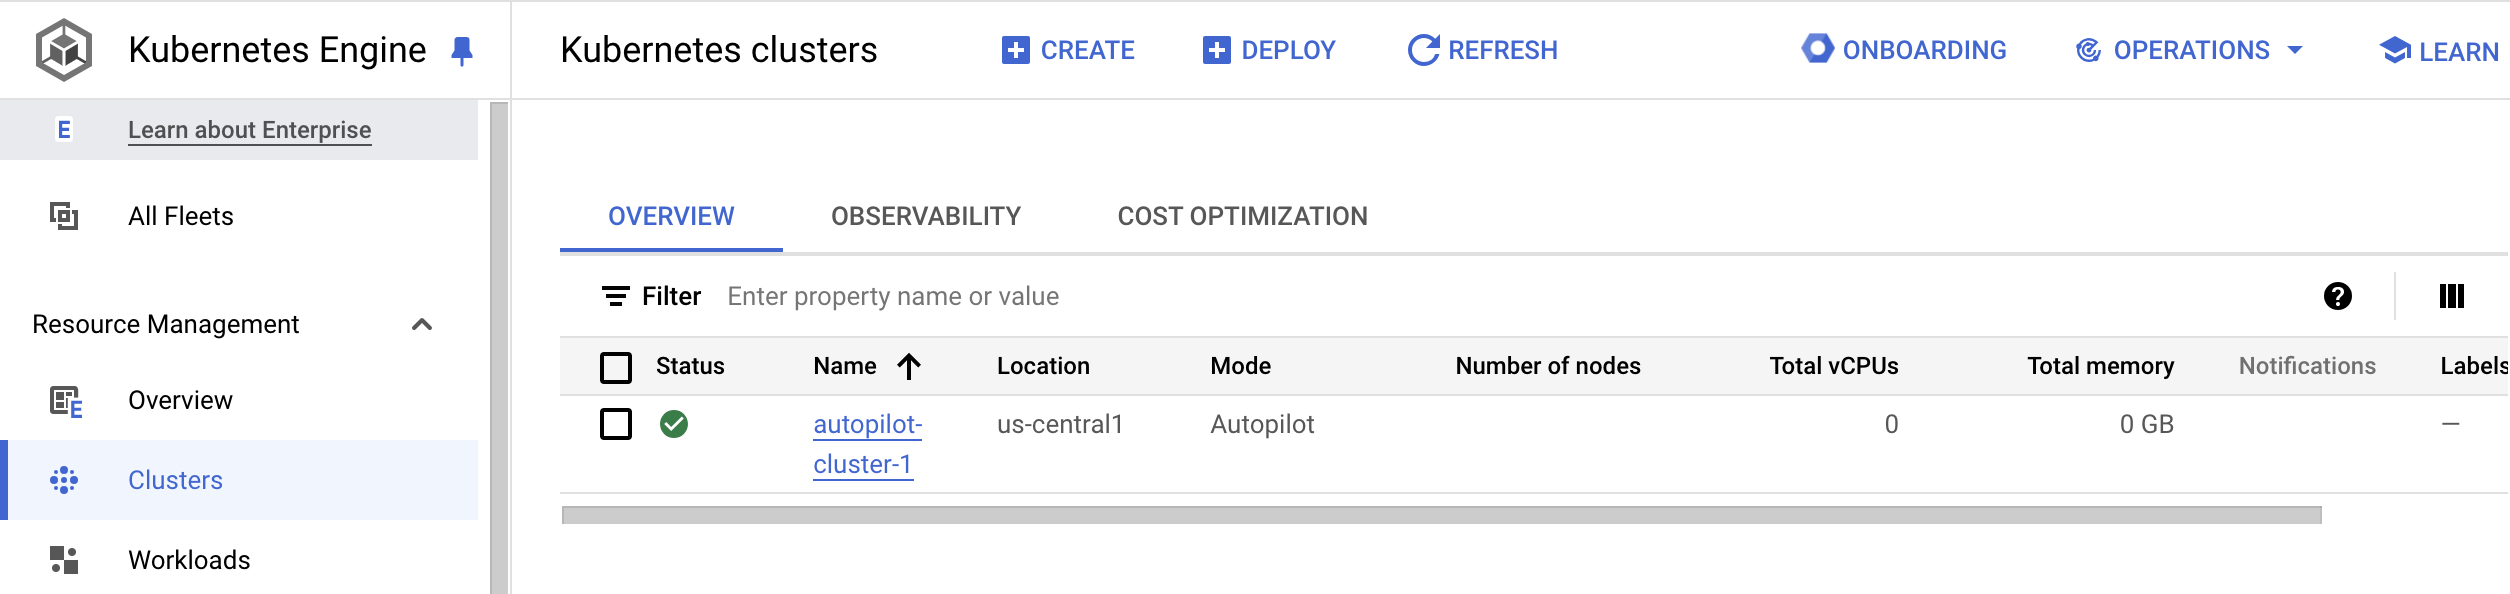 Kubernetes Engine
Kubernetes clusters
CREATE
DEPLOY
REFRESH
ONBOARDING
OPERATIONS
LEARN
E
Learn about Enterprise
All Fleets
Resource Management
E
Overview
Clusters
Workloads
OVERVIEW
OBSERVABILITY
COST OPTIMIZATION
Filter
Enter property name or value
Status
Name
Location
Mode
Number of nodes
Total vCPUs
Total memory
Notifications
Labels
autopilot-
cluster-1
us-central1
Autopilot
0
0 GB
—